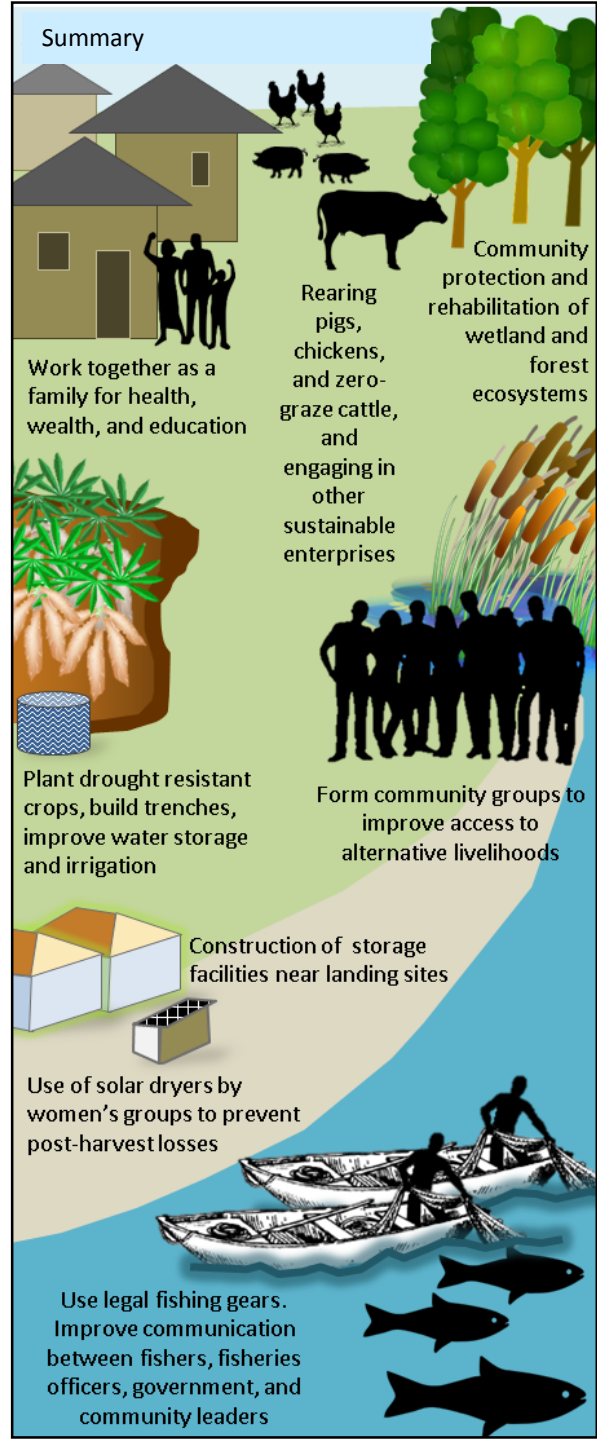 Summary
Community
protection and
rehabilitation of
wetland and
forest
ecosystems
Rearing
pigs,
chickens,
and zero-
graze cattle,
and
engaging in
other
sustainable
enterprises
Work together as a
family for health,
wealth, and education
Plant drought resistant
crops, build trenches,
improve water storage
and irrigation
Form community groups to
improve access to
alternative livelihoods
Construction of storage
facilities near landing sites
Use of solar dryers by
women's groups to prevent
post-harvest losses
Use legal fishing gears.
Improve communication
between fishers, fisheries
officers, government, and
community leaders